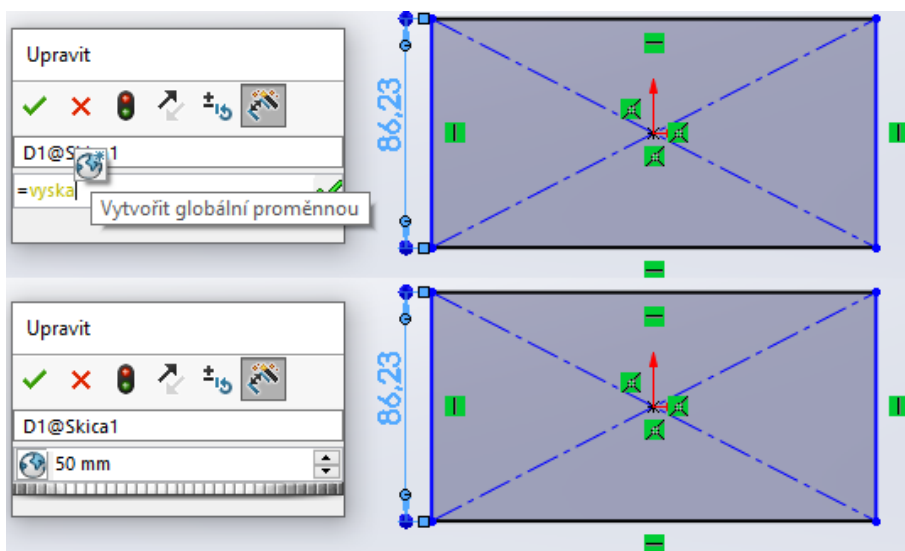 Upravit
D1@Skica1
=vyska
Vytvořit globální proměnnou
86,23
Upravit
D1@Skica1
50 mm
86,23